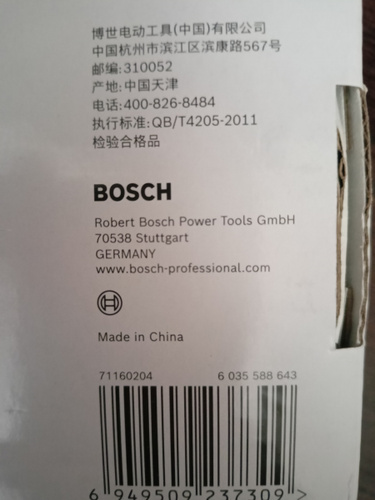 博世电动工具(中国)有限公司
中国杭州市滨江区滨康路567号
邮编:310052
产地:中国天津
电话:400-826-8484
执行标准:QB/T4205-2011
检验合格品
BOSCH
Robert Bosch Power Tools GmbH
70538 Stuttgart
GERMANY
www.bosch-professional.com
Made in China
71160204 6 035 588 643
6 949509 237309 >